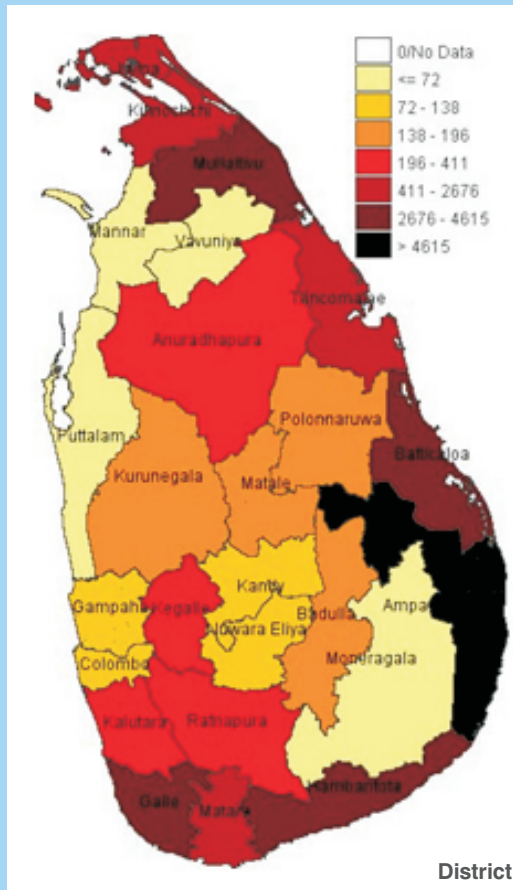 0/No Data
<= 72
72 - 138
138 - 196
196 - 411
411 - 2676
2676 - 4615
> 4615
Kilinochchi
Mullaitivu
Mannar
Vavuniya
Trincomalee
Anuradhapura
Polonnaruwa
Puttalam
Batticaloa
Kurunegala
Matale
Kandy
Gampaha
Kegalle
Badulla
Ampa
Nuwara Eliya
Colombo
Moneragala
Kalutara
Ratnapura
Hambantota
Galle
Matara
District